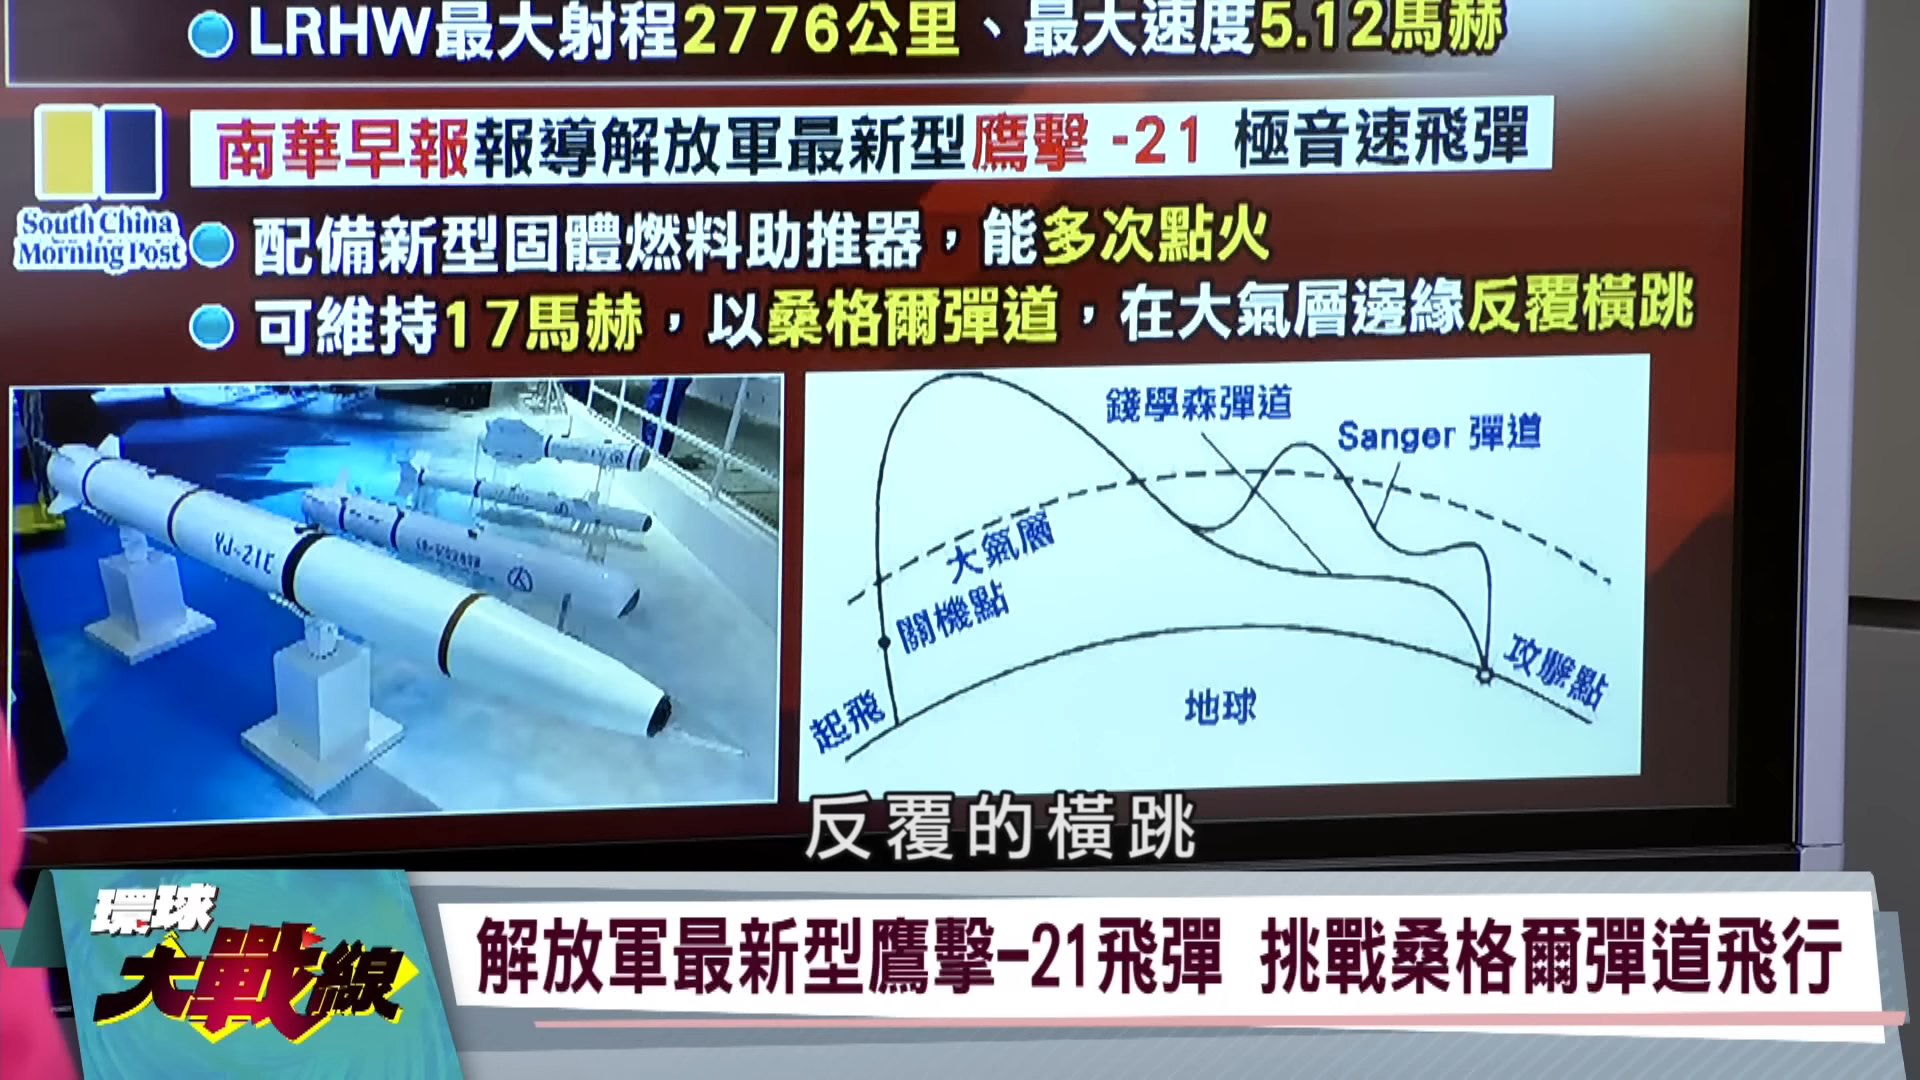 LRHW最大射程2776公里、最大速度5.12馬赫
南華早報報導解放軍最新型鷹擊 -21 極音速飛彈
South China
Morning Post
配備新型固體燃料助推器，能多次點火
可維持17馬赫，以桑格爾彈道，在大氣層邊緣反覆橫跳
YJ-21E
錢學森彈道
Sanger 彈道
大氣層
關機點
起飛
地球
攻擊點
反覆的橫跳
環球
大戰線
解放軍最新型鷹擊-21飛彈 挑戰桑格爾彈道飛行